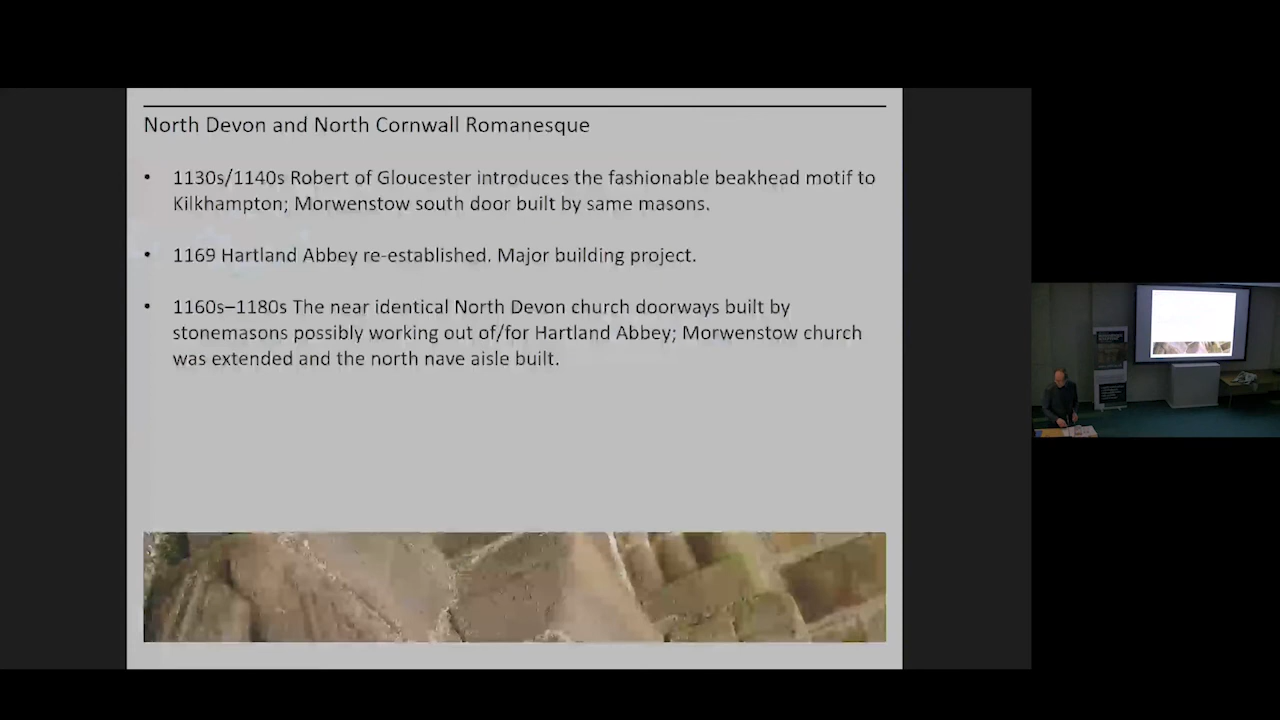 North Devon and North Cornwall Romanesque
• 1130s/1140s Robert of Gloucester introduces the fashionable beakhead motif to
Kilkhampton; Morwenstow south door built by same masons.
• 1169 Hartland Abbey re-established. Major building project.
• 1160s–1180s The near identical North Devon church doorways built by
stonemasons possibly working out of/for Hartland Abbey; Morwenstow church
was extended and the north nave aisle built.